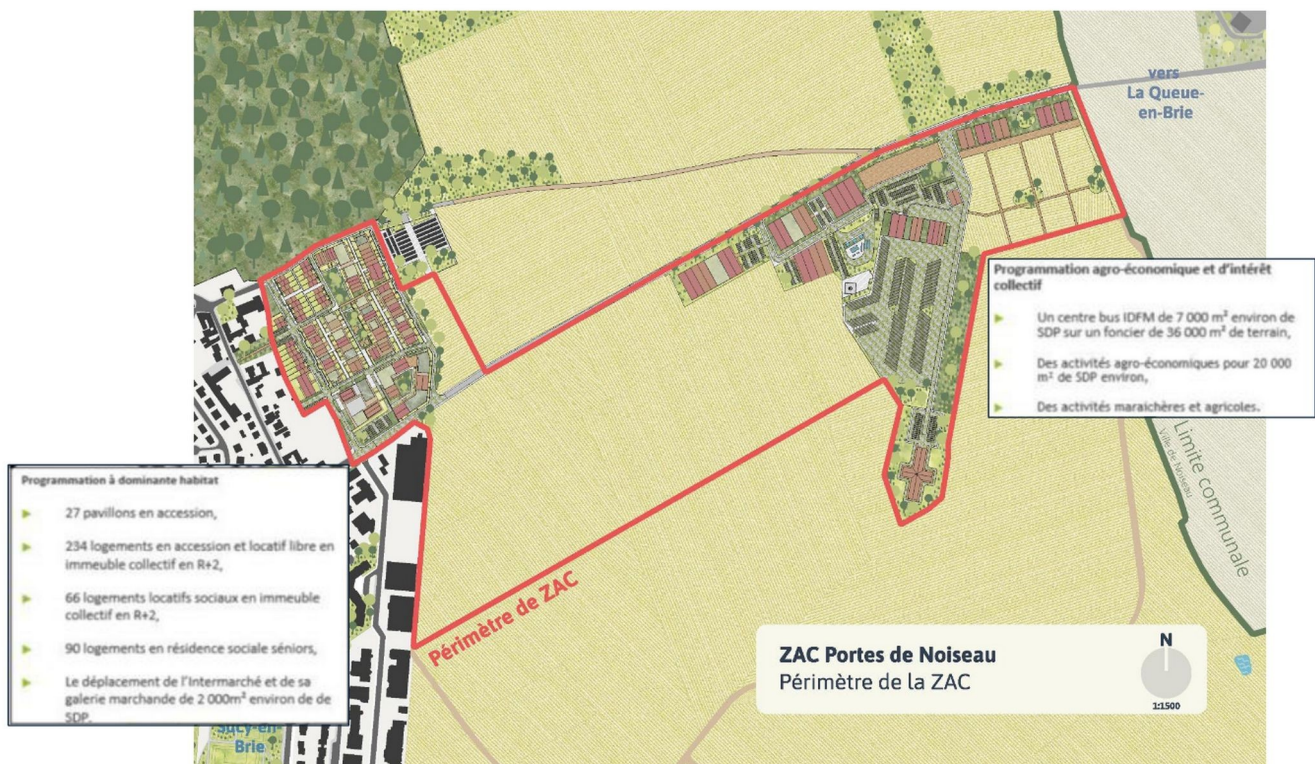 vers
La Queue-
en-Brie
Programmation agro-économique et d'intérêt
collectif
► Un centre bus IDFM de 7 000 m² environ de
SDP sur un foncier de 36 000 m² de terrain,
► Des activités agro-économiques pour 20 000
m² de SDP environ,
► Des activités maraichères et agricoles.
Limite communale
Ville de Noiseau
Programmation à dominante habitat
► 27 pavillons en accession,
► 234 logements en accession et locatif libre en
immeuble collectif en R+2,
► 66 logements locatifs sociaux en immeuble
collectif en R+2,
► 90 logements en résidence sociale séniors,
► Le déplacement de l'Intermarché et de sa
galerie marchande de 2 000m² environ de de
SDP.
Sucy-en-
Brie
Périmètre de ZAC
ZAC Portes de Noiseau
Périmètre de la ZAC
N
1:1500